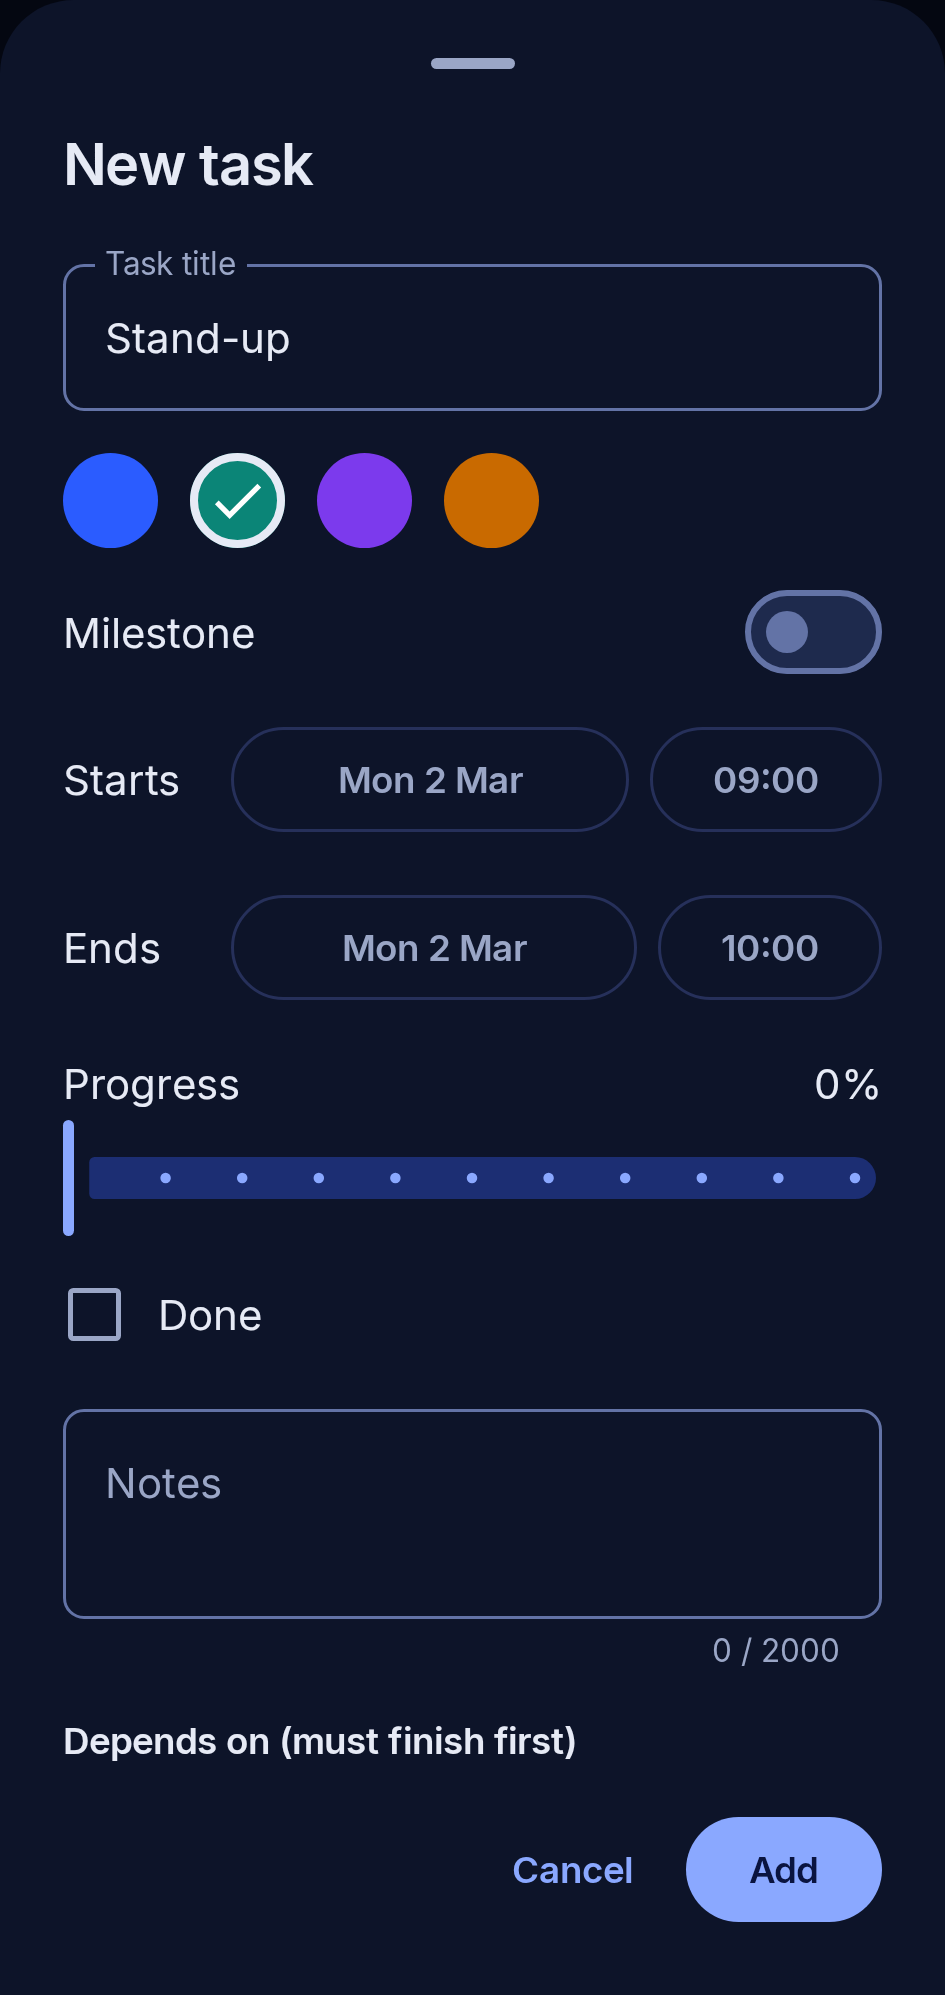 New task
Task title
Stand-up
Milestone
Starts Mon 2 Mar 09:00
Ends Mon 2 Mar 10:00
Progress 0%
Done
Notes
0 / 2000
Depends on (must finish first)
Cancel Add